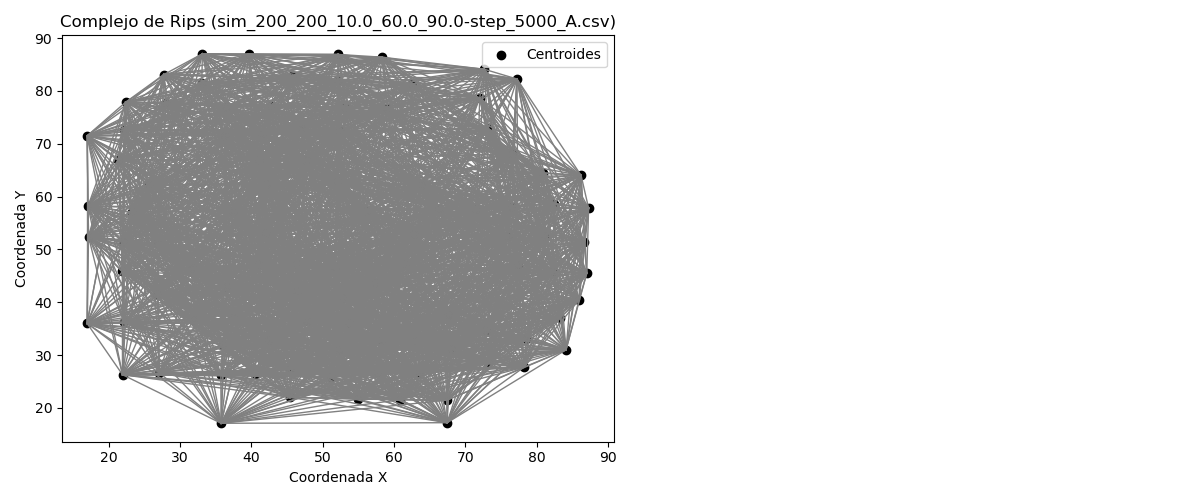 Complejo de Rips (sim_200_200_10.0_60.0_90.0-step_5000_A.csv)
90
Centroides
80
70
60
50
40
30
20
Coordenada Y
20 30 40 50 60 70 80 90
Coordenada X